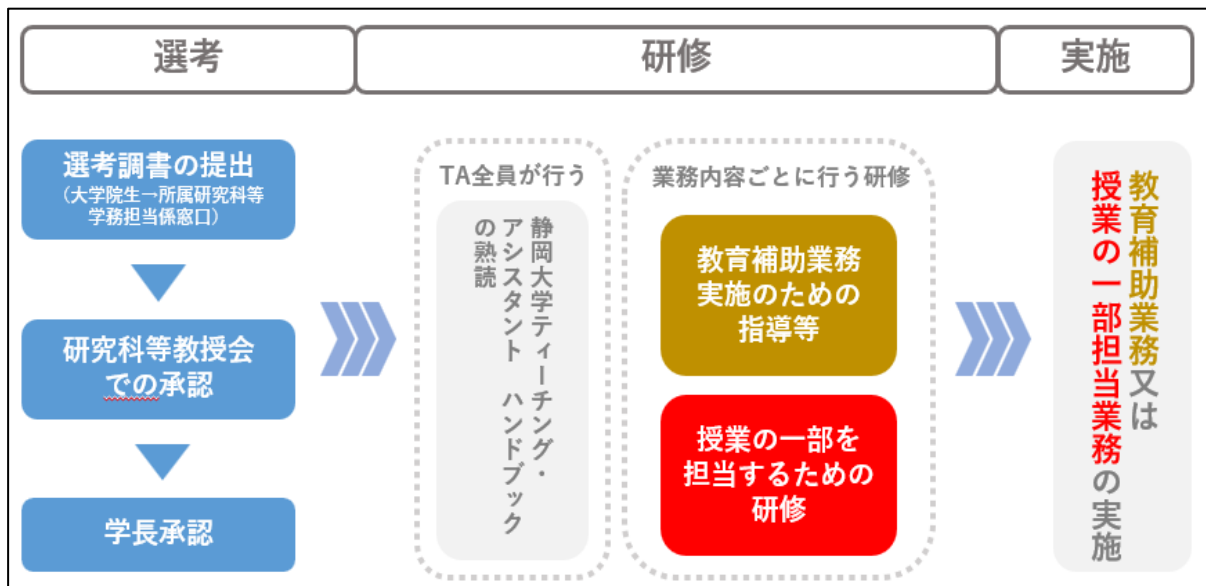 選考
研修
実施
選考調書の提出
（大学院生→所属研究科等
学務担当係窓口）
研究科等教授会
での承認
学長承認
TA全員が行う
静岡大学ティーチング・
アシスタント ハンドブック
の熟読
業務内容ごとに行う研修
教育補助業務
実施のための
指導等
授業の一部を
担当するための
研修
教育補助業務又は
授業の一部担当業務の実施